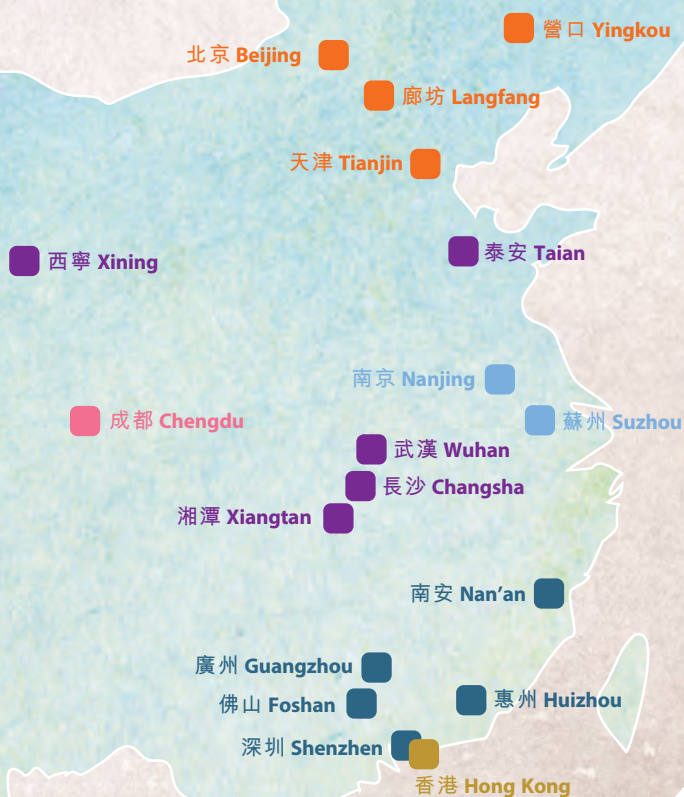 營口 Yingkou
北京 Beijing
廊坊 Langfang
天津 Tianjin
泰安 Taian
西寧 Xining
南京 Nanjing
成都 Chengdu
蘇州 Suzhou
武漢 Wuhan
長沙 Changsha
湘潭 Xiangtan
南安 Nan’an
廣州 Guangzhou
佛山 Foshan
惠州 Huizhou
深圳 Shenzhen
香港 Hong Kong